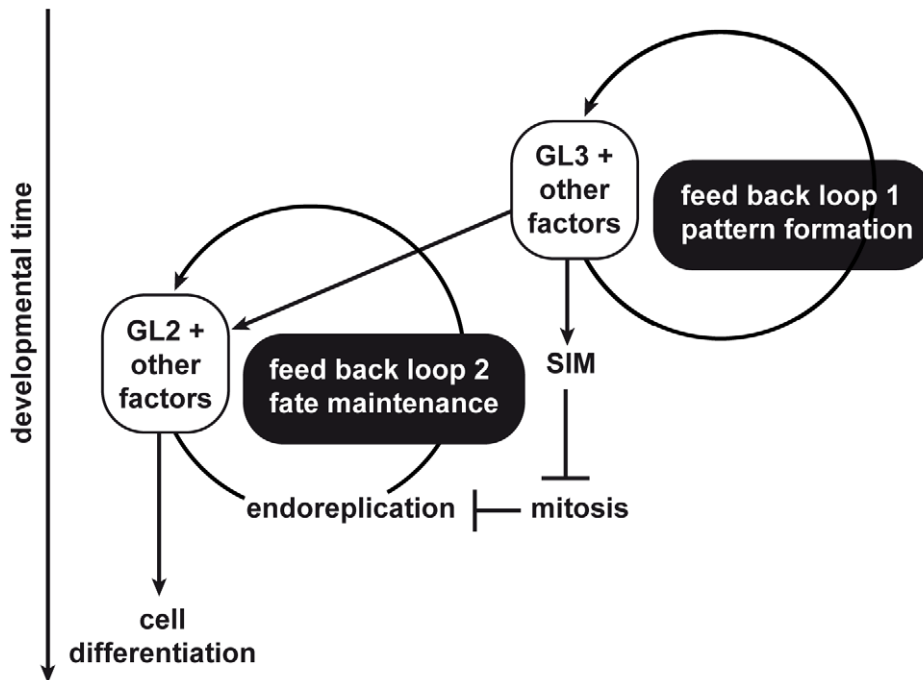 developmental time
GL3 +
other
factors
feed back loop 1
pattern formation
GL2 +
other
factors
feed back loop 2
fate maintenance
SIM
endoreplication
mitosis
cell
differentiation